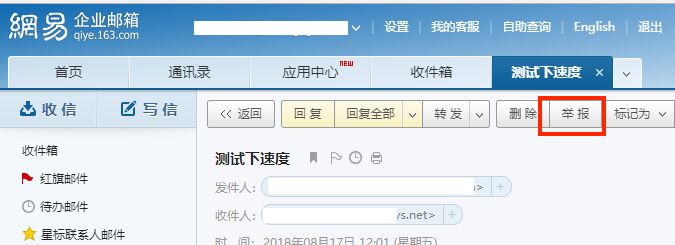 網易 企业邮箱
qiye.163.com
设置 | 我的客服 | 自助查询 | English | 退出
首页 通讯录 应用中心 NEW 收件箱 测试下速度 ×
收信 写信 << 返回 回复 回复全部 转发 删除 举报 标记为
收件箱
测试下速度
红旗邮件
发件人： >
待办邮件
收件人： ys.net>
星标联系人邮件
时 间： 2018年08月17日 12:01 (星期五)